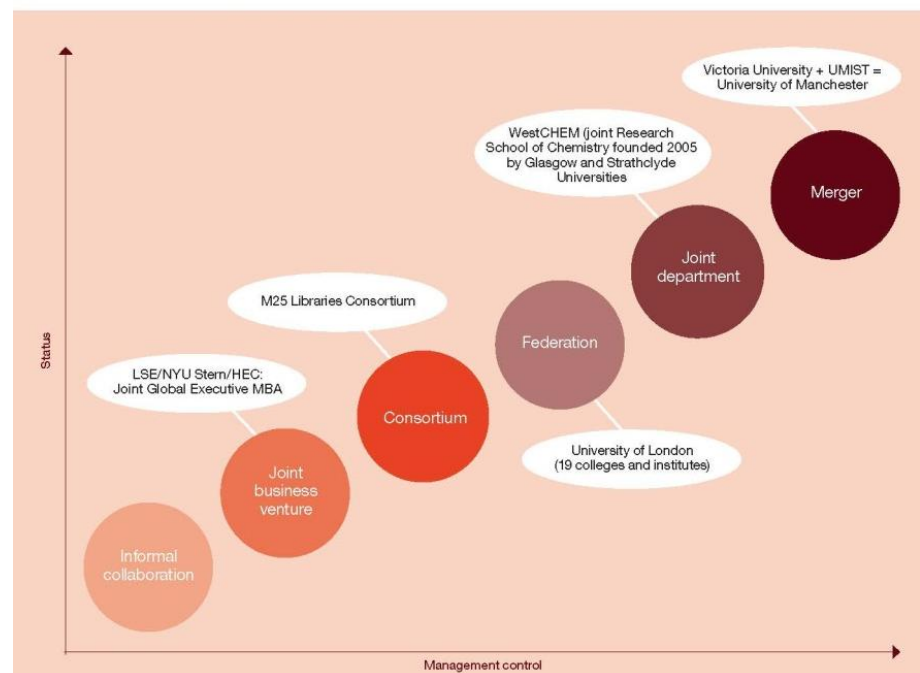 Victoria University + UMIST =
University of Manchester
WestCHEM (joint Research
School of Chemistry founded 2005
by Glasgow and Strathclyde
Universities
Merger
Joint
department
M25 Libraries Consortium
Federation
Status
LSE/NYU Stern/HEC:
Joint Global Executive MBA
Consortium
University of London
(19 colleges and institutes)
Joint
business
venture
Informal
collaboration
Management control